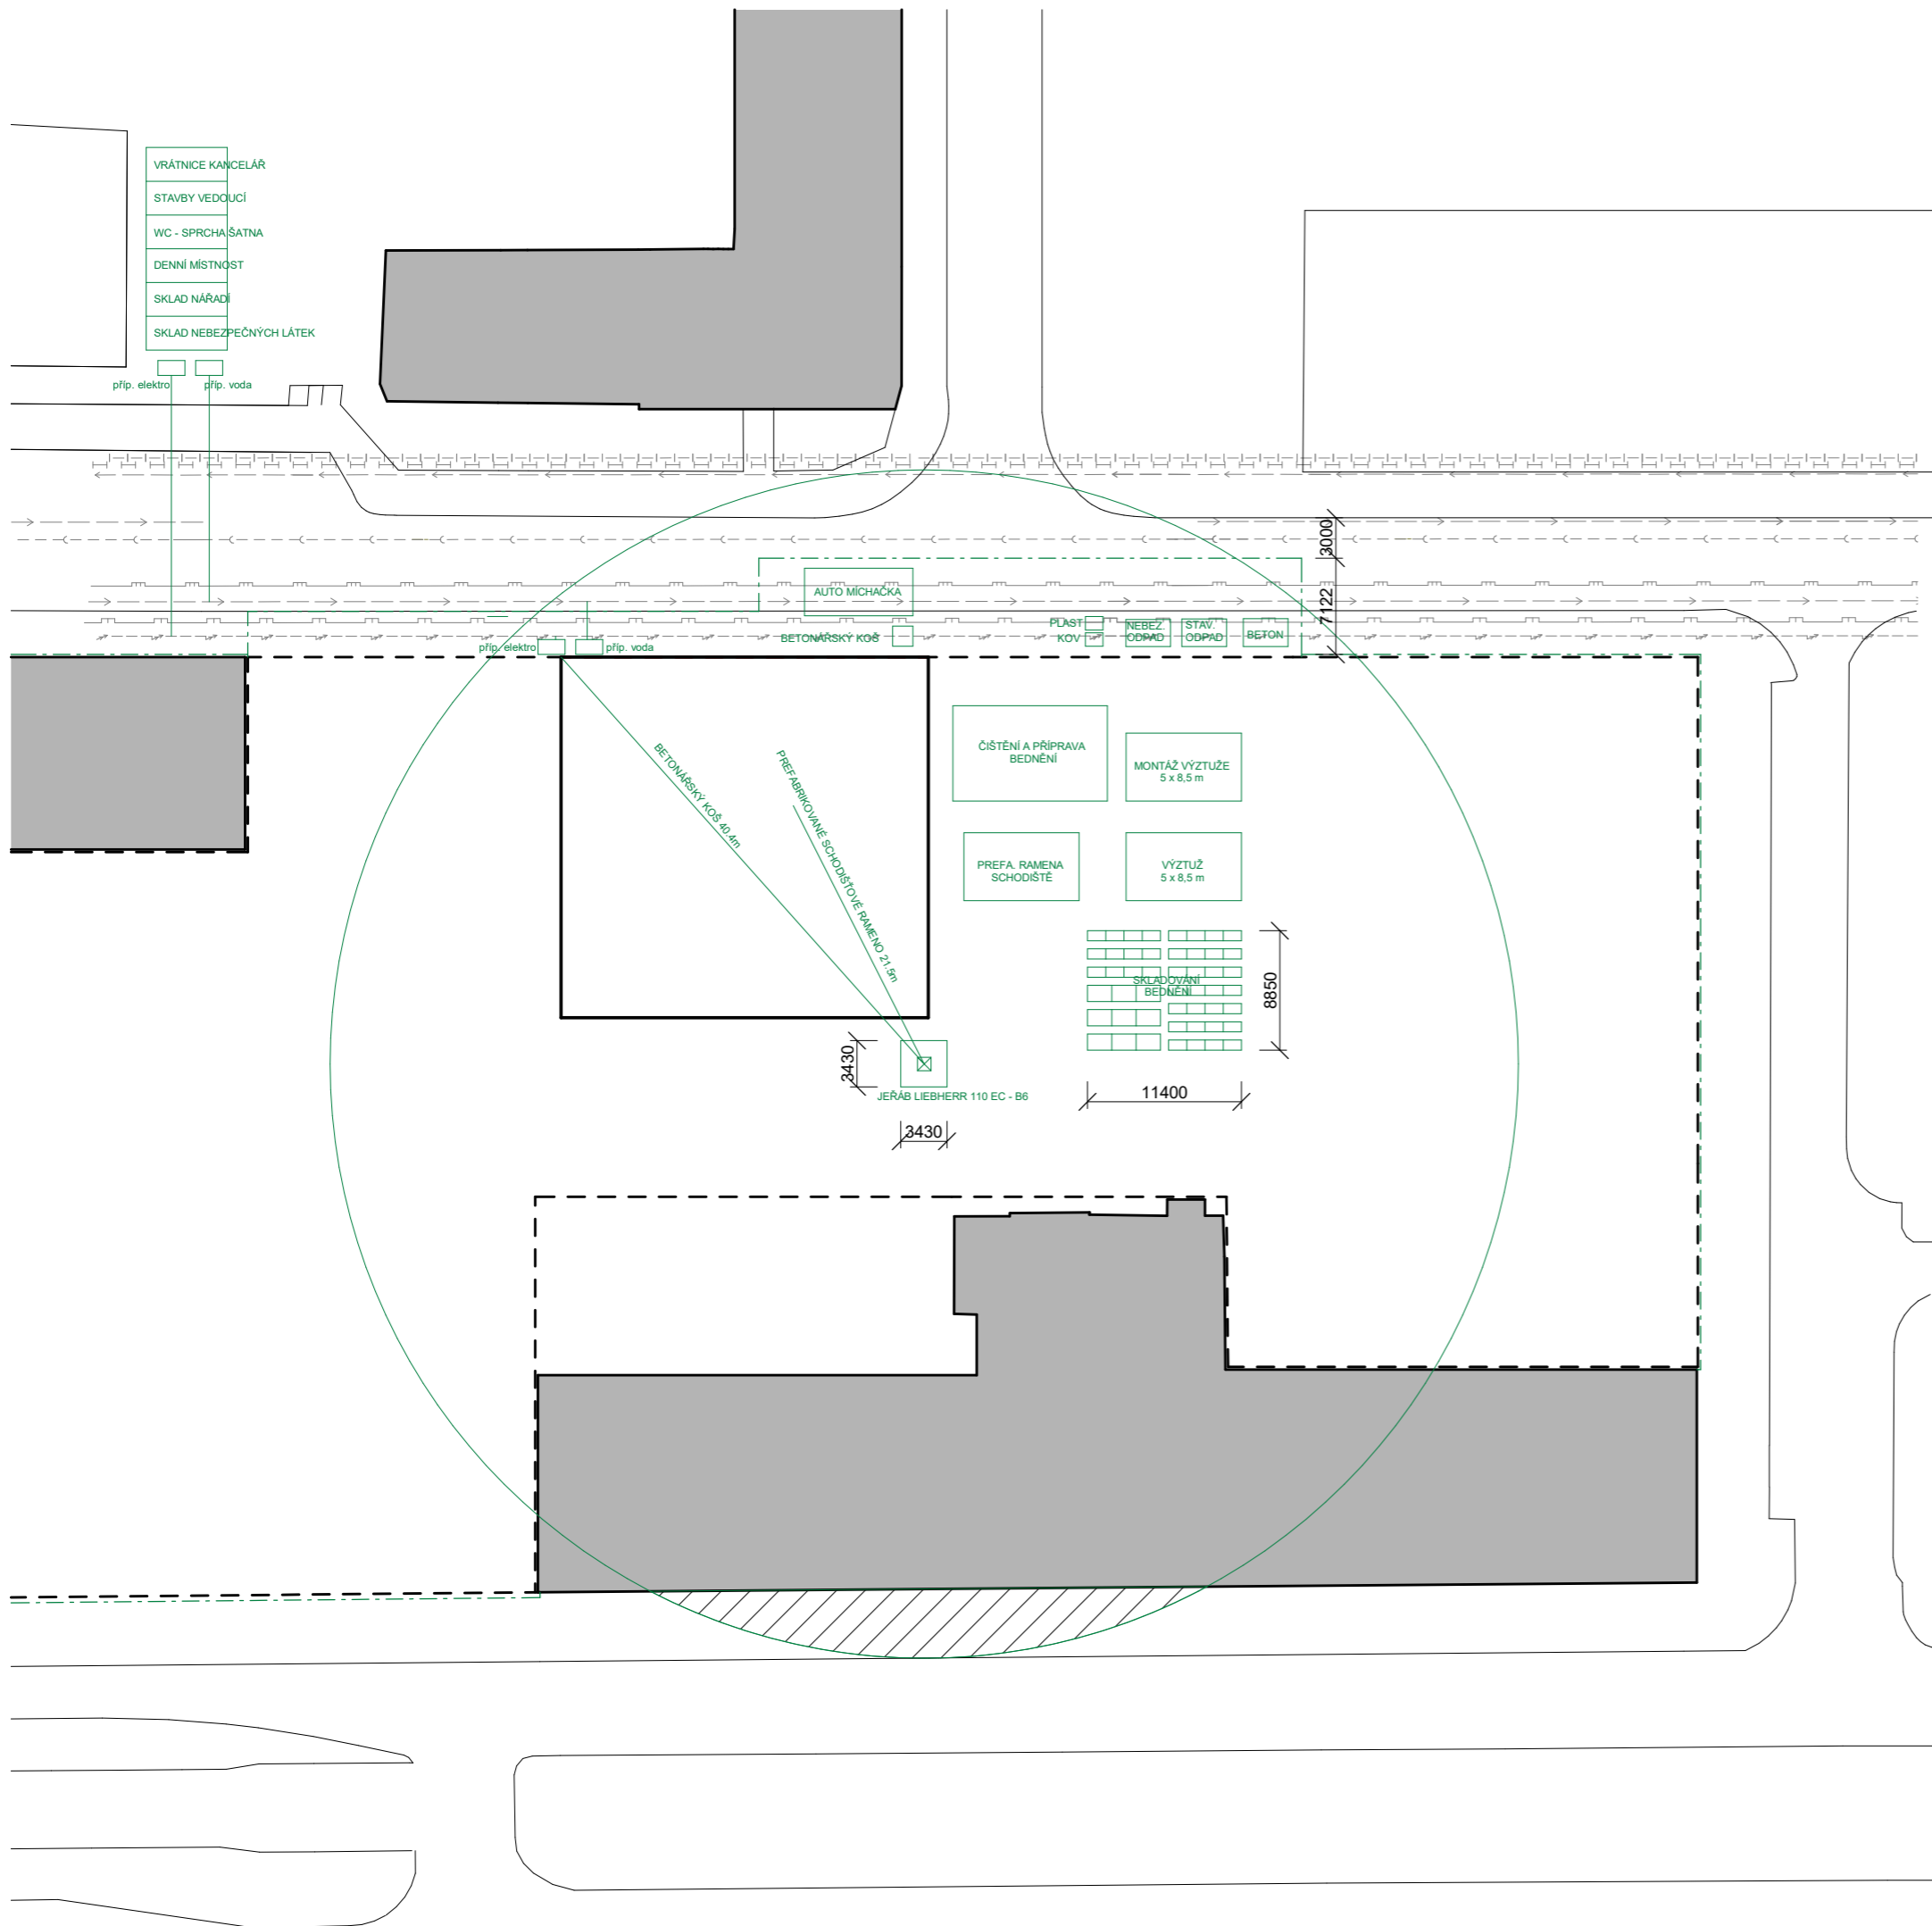 VRÁTNICE KANCELÁŘ
STAVBY VEDOUCÍ
WC - SPRCHA ŠATNA
DENNÍ MÍSTNOST
SKLAD NÁŘADÍ
SKLAD NEBEZPEČNÝCH LÁTEK
příp. elektro
příp. voda
3000
7122
AUTO MÍCHAČKA
BETONÁŘSKÝ KOŠ
PLAST
KOV
NEBEZ.
ODPAD
STAV.
ODPAD
BETON
příp. elektro
příp. voda
BETONÁŘSKÝ KOŠ 40.4m
PREFABRIKOVANÉ SCHODIŠŤOVÉ RAMENO 21.5m
ČIŠTĚNÍ A PŘÍPRAVA
BEDNĚNÍ
MONTÁŽ VÝZTUŽE
5 x 8,5 m
PREFA. RAMENA
SCHODIŠTĚ
VÝZTUŽ
5 x 8,5 m
SKLADOVÁNÍ
BEDNĚNÍ
8850
11400
3430
JEŘÁB LIEBHERR 110 EC - B6
3430